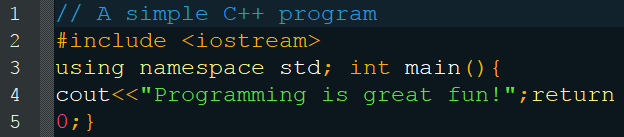 1 // A simple C++ program
2 #include <iostream>
3 using namespace std; int main(){
4 cout<<"Programming is great fun!";return
5 0;}